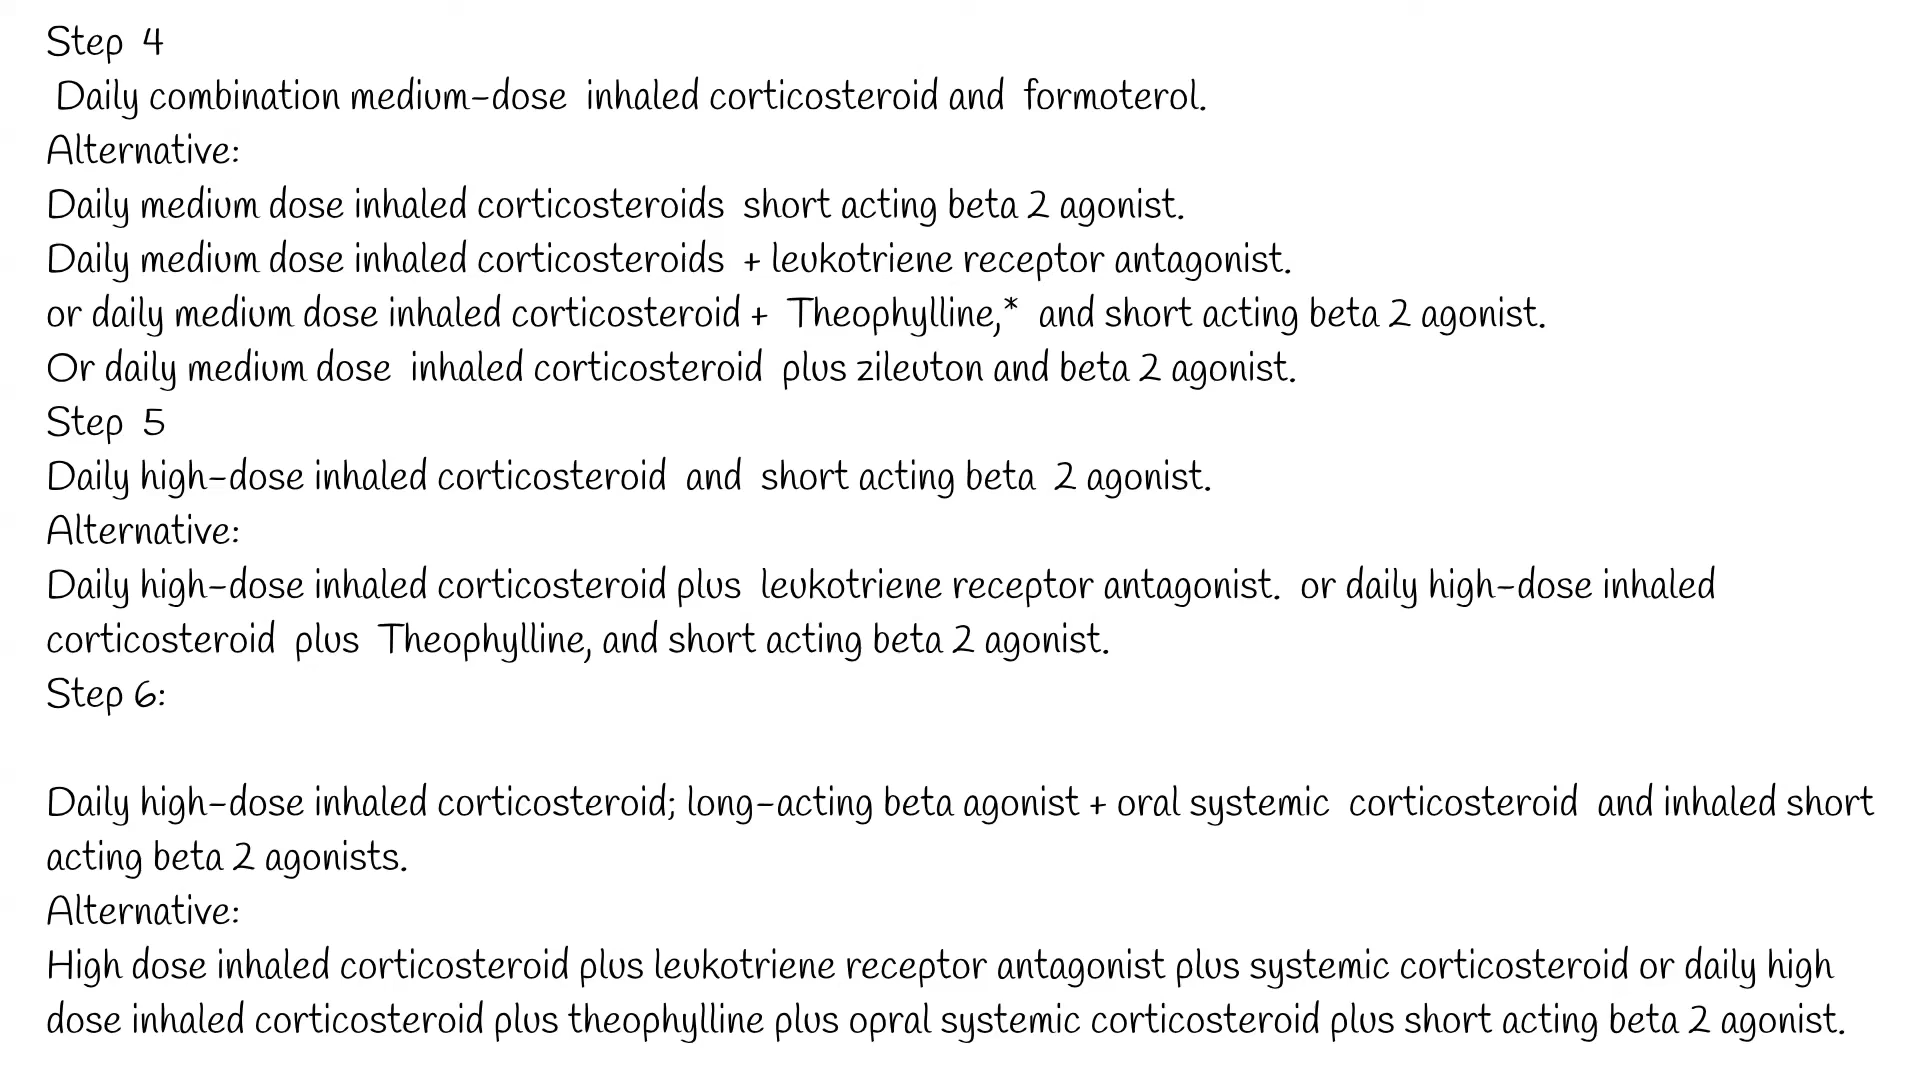 Step 4
Daily combination medium-dose inhaled corticosteroid and formoterol.
Alternative:
Daily medium dose inhaled corticosteroids short acting beta 2 agonist.
Daily medium dose inhaled corticosteroids + leukotriene receptor antagonist.
or daily medium dose inhaled corticosteroid + Theophylline,* and short acting beta 2 agonist.
Or daily medium dose inhaled corticosteroid plus zileuton and beta 2 agonist.
Step 5
Daily high-dose inhaled corticosteroid and short acting beta 2 agonist.
Alternative:
Daily high-dose inhaled corticosteroid plus leukotriene receptor antagonist. or daily high-dose inhaled
corticosteroid plus Theophylline, and short acting beta 2 agonist.
Step 6:
Daily high-dose inhaled corticosteroid; long-acting beta agonist + oral systemic corticosteroid and inhaled short
acting beta 2 agonists.
Alternative:
High dose inhaled corticosteroid plus leukotriene receptor antagonist plus systemic corticosteroid or daily high
dose inhaled corticosteroid plus theophylline plus opral systemic corticosteroid plus short acting beta 2 agonist.